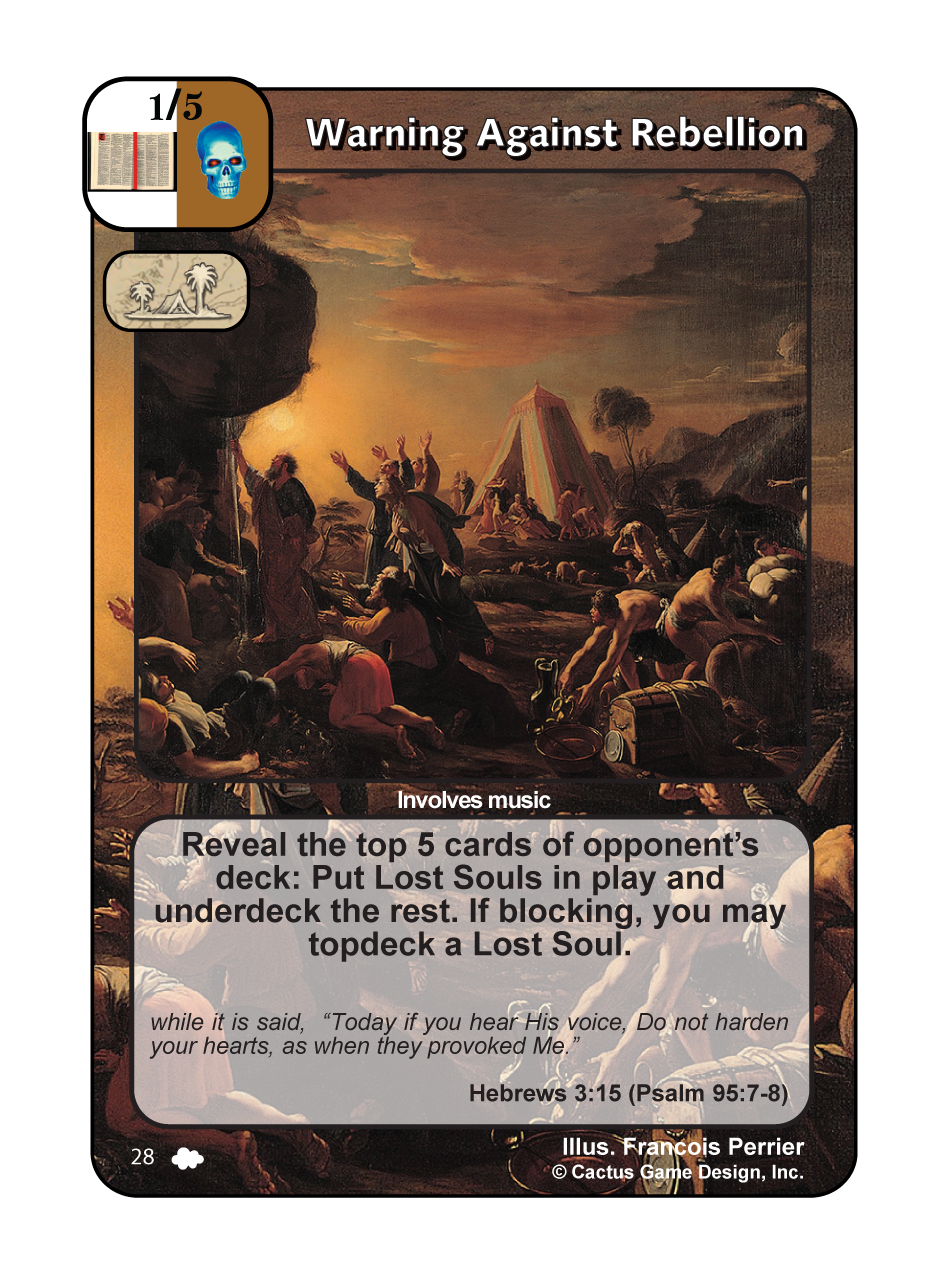 1/5
Warning Against Rebellion
Involves music
Reveal the top 5 cards of opponent’s
deck: Put Lost Souls in play and
underdeck the rest. If blocking, you may
topdeck a Lost Soul.
while it is said,  “Today if you hear His voice, Do not harden
your hearts, as when they provoked Me.”
Hebrews 3:15 (Psalm 95:7-8)
28
Illus. Francois Perrier
© Cactus Game Design, Inc.